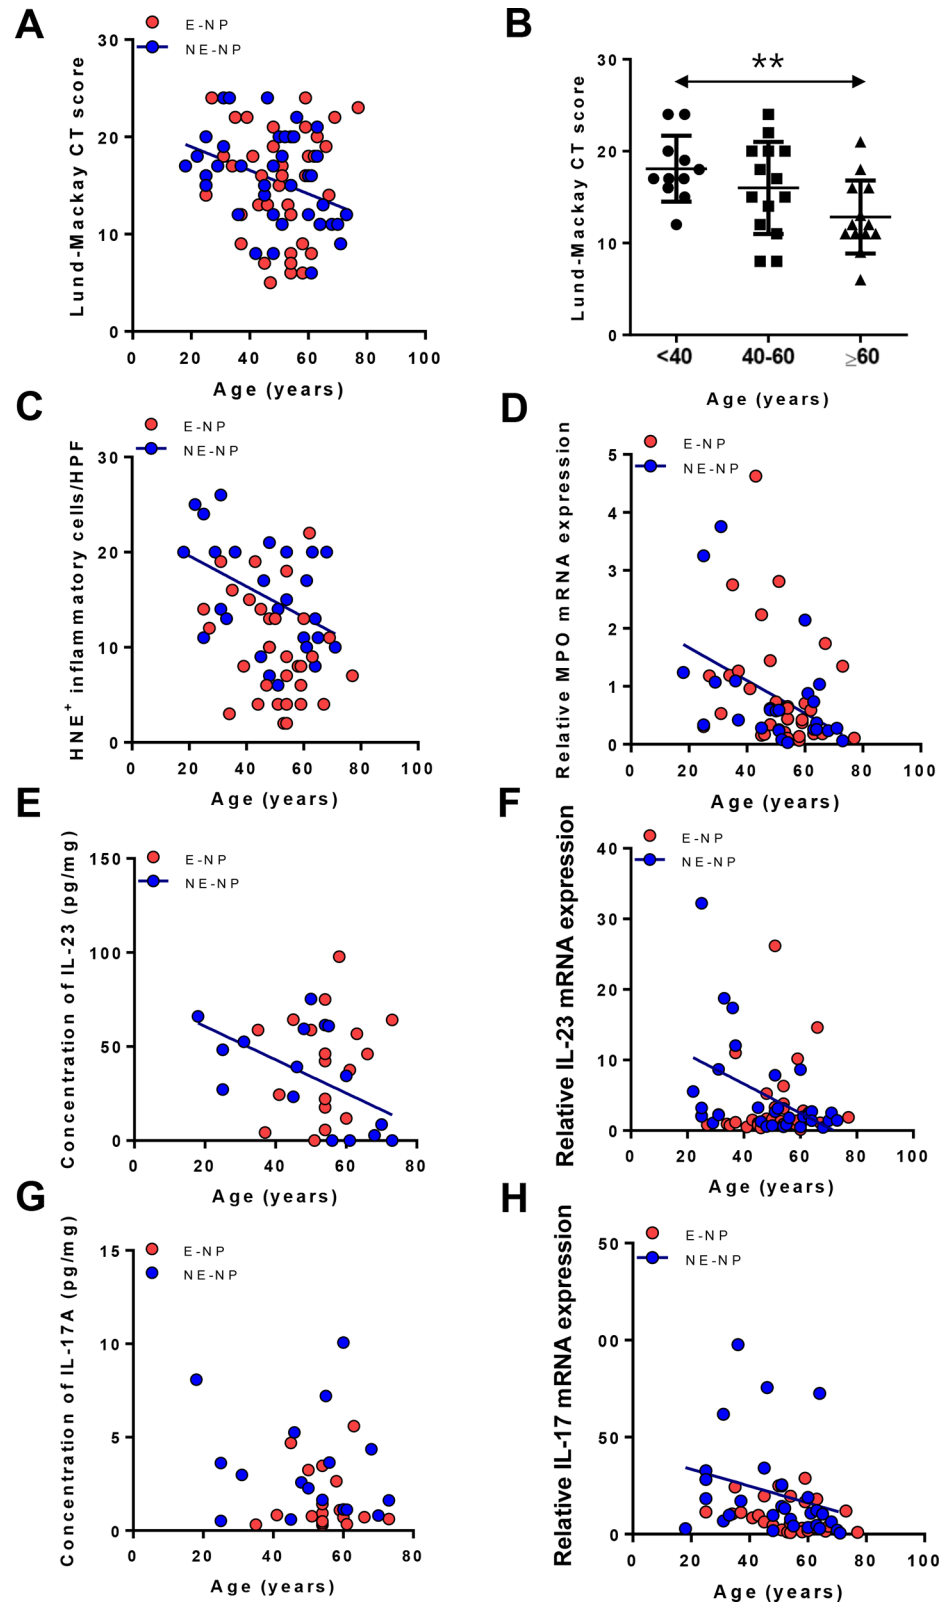 A
E-NP
NE-NP
Lund-Mackay CT score
30
20
10
0
0 20 40 60 80 100
Age (years)
B
**
Lund-Mackay CT score
30
20
10
0
<40 40-60 ≥60
Age (years)
C
E-NP
NE-NP
HNE+ inflammatory cells/HPF
30
20
10
0
0 20 40 60 80 100
Age (years)
D
E-NP
NE-NP
Relative MPO mRNA expression
5
4
3
2
1
0
0 20 40 60 80 100
Age (years)
E
E-NP
NE-NP
Concentration of IL-23 (pg/mg)
150
100
50
0
0 20 40 60 80
Age (years)
F
E-NP
NE-NP
Relative IL-23 mRNA expression
40
30
20
10
0
0 20 40 60 80 100
Age (years)
G
E-NP
NE-NP
Concentration of IL-17A (pg/mg)
15
10
5
0
0 20 40 60 80
Age (years)
H
E-NP
NE-NP
Relative IL-17 mRNA expression
50
00
50
0
0 20 40 60 80 100
Age (years)